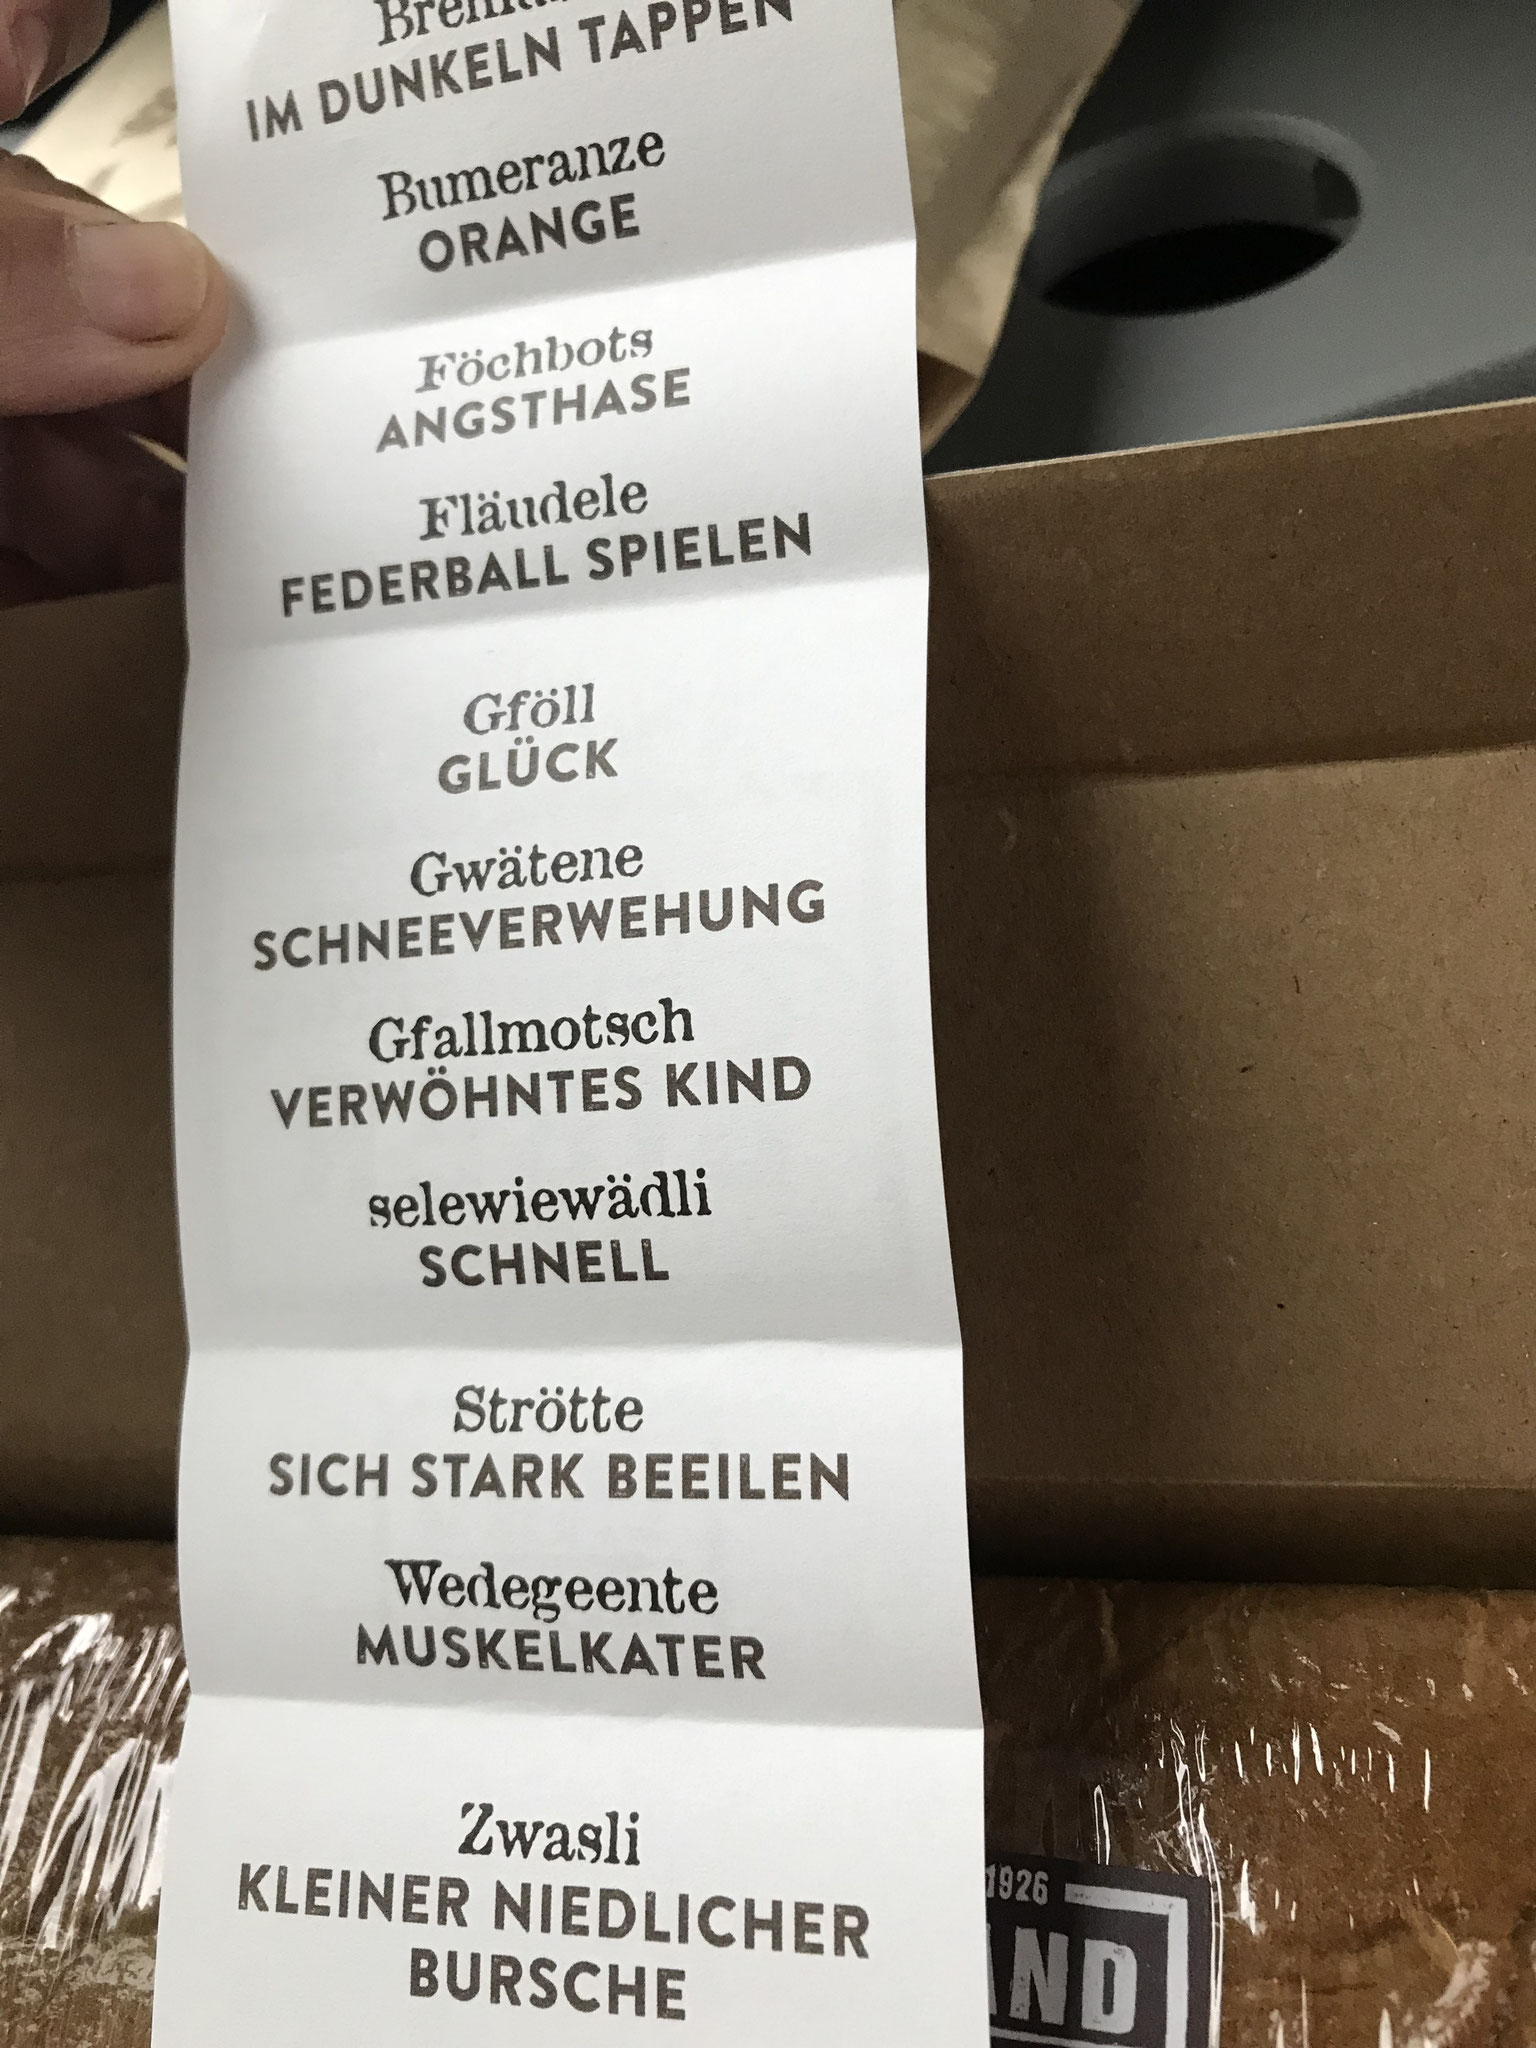 IM DUNKELN TAPPEN
Bumeranze
ORANGE
Föchbots
ANGSTHASE
Fläudele
FEDERBALL SPIELEN
Gföll
GLÜCK
Gwätene
SCHNEEVERWEHUNG
Gfallmotsch
VERWÖHNTES KIND
selewiewädli
SCHNELL
Strötte
SICH STARK BEEILEN
Wedegeente
MUSKELKATER
Zwasli
KLEINER NIEDLICHER
BURSCHE
1926